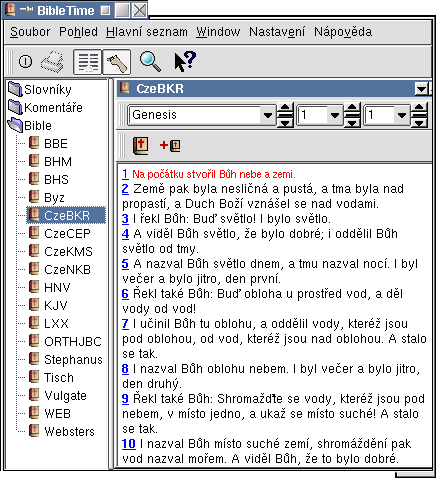 BibleTime
Soubor Pohled Hlavní seznam Window Nastavení Nápověda
Slovníky
Komentáře
Bible
BBE
BHM
BHS
Byz
CzeBKR
CzeCEP
CzeKMS
CzeNKB
HNV
KJV
LXX
ORTHJBC
Stephanus
Tisch
Vulgate
WEB
Websters
CzeBKR
Genesis 1 1
1 Na počátku stvořil Bůh nebe a zemi.
2 Země pak byla nesličná a pustá, a tma byla nad
propastí, a Duch Boží vznášel se nad vodami.
3 I řekl Bůh: Buď světlo! I bylo světlo.
4 A viděl Bůh světlo, že bylo dobré; i oddělil Bůh
světlo od tmy.
5 A nazval Bůh světlo dnem, a tmu nazval nocí. I byl
večer a bylo jitro, den první.
6 Řekl také Bůh: Buď obloha u prostřed vod, a děl
vody od vod!
7 I učinil Bůh tu oblohu, a oddělil vody, kteréž jsou
pod oblohou, od vod, kteréž jsou nad oblohou. A stalo
se tak.
8 I nazval Bůh oblohu nebem. I byl večer a bylo jitro,
den druhý.
9 Řekl také Bůh: Shromažďte se vody, kteréž jsou pod
nebem, v místo jedno, a ukaž se místo suché! A stalo
se tak.
10 I nazval Bůh místo suché zemí, shromáždění pak
vod nazval mořem. A viděl Bůh, že to bylo dobré.